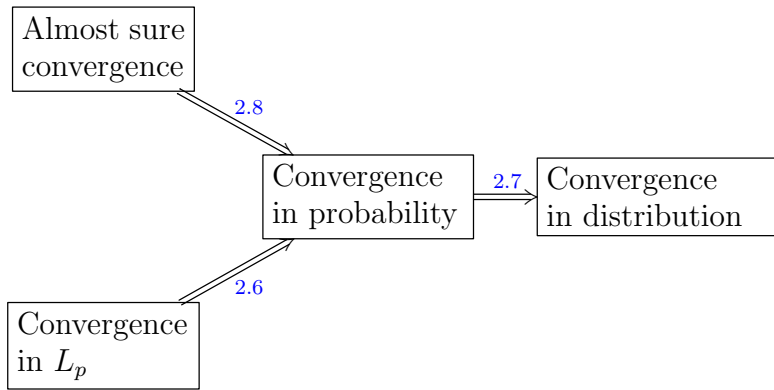 Almost sure
convergence
2.8
Convergence
in probability
2.7
Convergence
in distribution
2.6
Convergence
in $L_p$